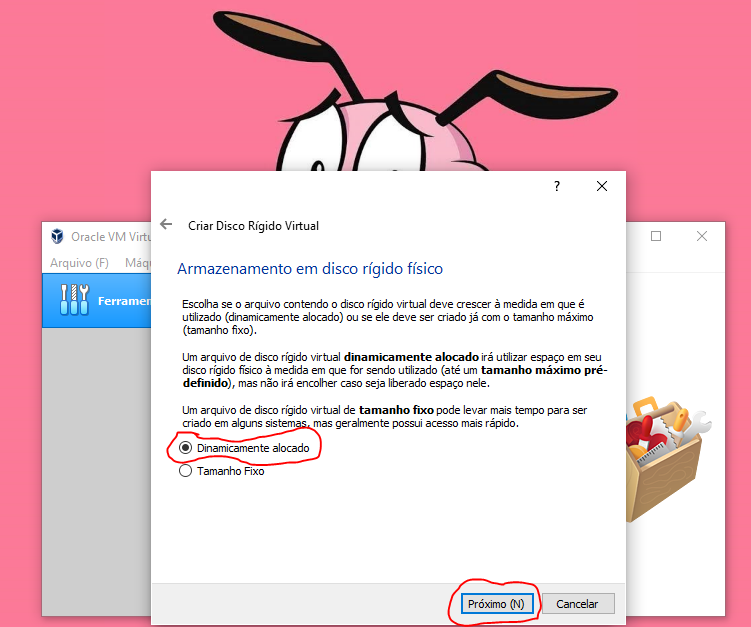 ?
Criar Disco Rígido Virtual
Oracle VM Virtu
Arquivo (F) Máqu
Ferramen
Armazenamento em disco rígido físico
Escolha se o arquivo contendo o disco rígido virtual deve crescer à medida em que é
utilizado (dinamicamente alocado) ou se ele deve ser criado já com o tamanho máximo
(tamanho fixo).
Um arquivo de disco rígido virtual dinamicamente alocado irá utilizar espaço em seu
disco rígido físico à medida em que for sendo utilizado (até um tamanho máximo pré-
definido), mas não irá encolher caso seja liberado espaço nele.
Um arquivo de disco rígido virtual de tamanho fixo pode levar mais tempo para ser
criado em alguns sistemas, mas geralmente possui acesso mais rápido.
Dinamicamente alocado
Tamanho Fixo
Próximo (N) Cancelar